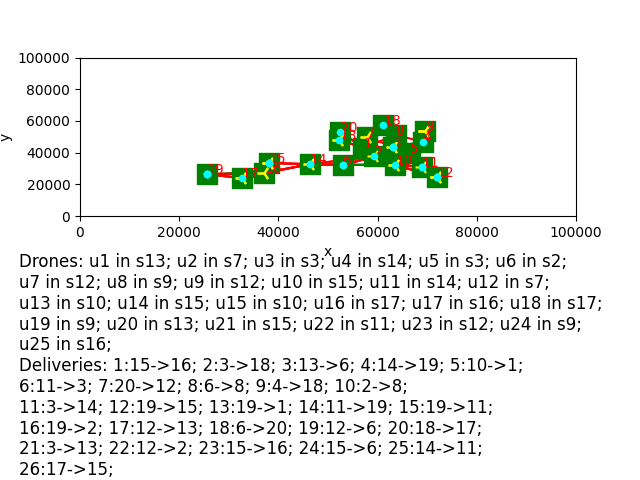 100000
80000
60000
40000
20000
0
0 20000 40000 60000 80000 100000
x
y
Drones: u1 in s13; u2 in s7; u3 in s3; u4 in s14; u5 in s3; u6 in s2;
u7 in s12; u8 in s9; u9 in s12; u10 in s15; u11 in s14; u12 in s7;
u13 in s10; u14 in s15; u15 in s10; u16 in s17; u17 in s16; u18 in s17;
u19 in s9; u20 in s13; u21 in s15; u22 in s11; u23 in s12; u24 in s9;
u25 in s16;
Deliveries: 1:15->16; 2:3->18; 3:13->6; 4:14->19; 5:10->1;
6:11->3; 7:20->12; 8:6->8; 9:4->18; 10:2->8;
11:3->14; 12:19->15; 13:19->1; 14:11->19; 15:19->11;
16:19->2; 17:12->13; 18:6->20; 19:12->6; 20:18->17;
21:3->13; 22:12->2; 23:15->16; 24:15->6; 25:14->11;
26:17->15;